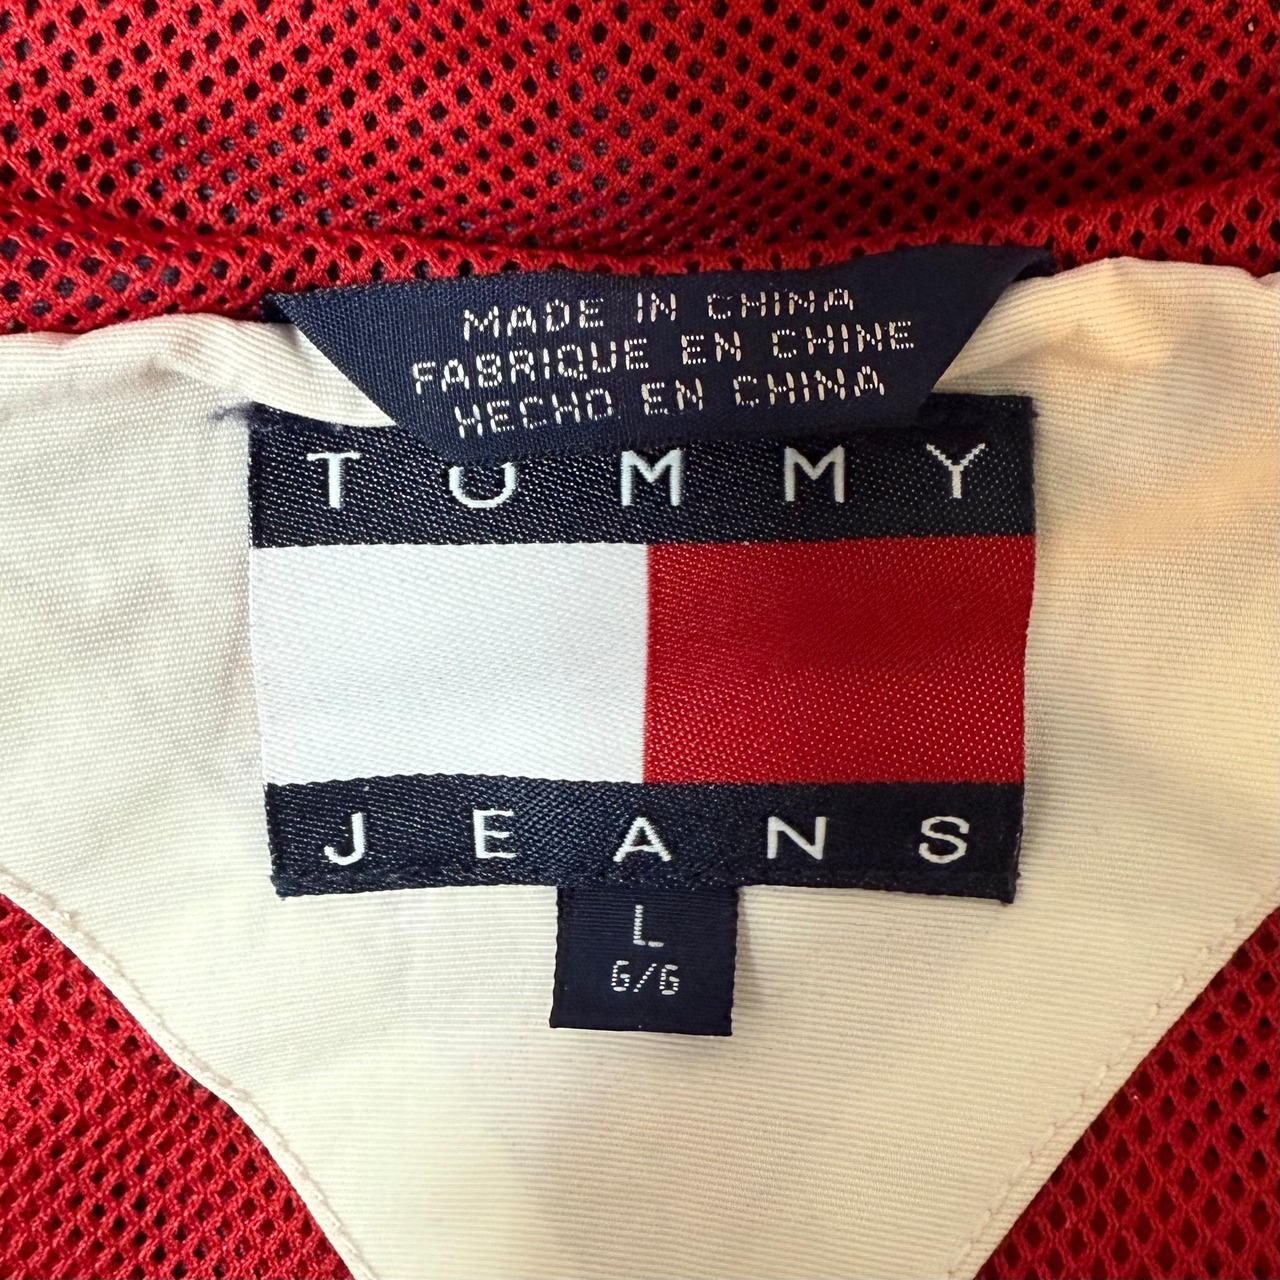 MADE IN CHINA
FABRIQUE EN CHINE
HECHO EN CHINA
TOMMY
JEANS
L
G/G